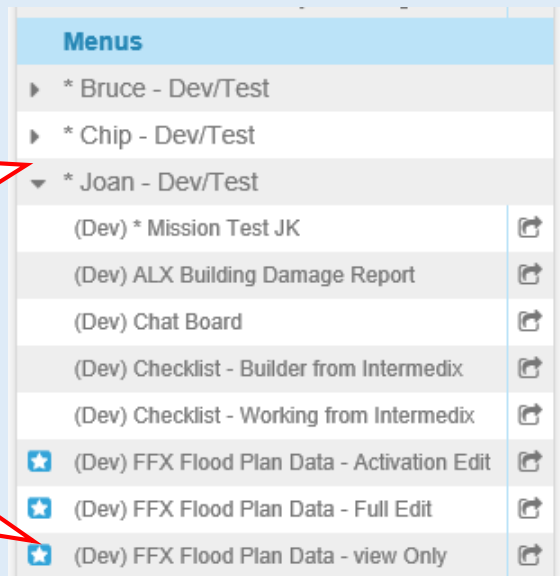 Menus
* Bruce - Dev/Test
* Chip - Dev/Test
* Joan - Dev/Test
(Dev) * Mission Test JK
(Dev) ALX Building Damage Report
(Dev) Chat Board
(Dev) Checklist - Builder from Intermedix
(Dev) Checklist - Working from Intermedix
(Dev) FFX Flood Plan Data - Activation Edit
(Dev) FFX Flood Plan Data - Full Edit
(Dev) FFX Flood Plan Data - view Only